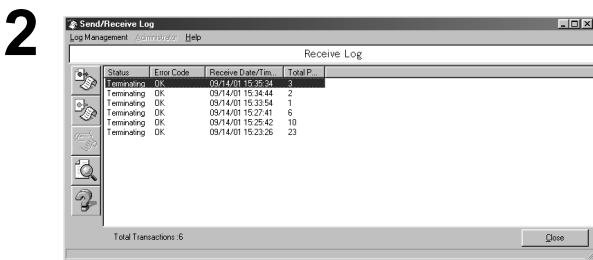 2
Send/Receive Log
Log Management Administrator Help
Receive Log
Status Error Code Receive Date/Tim... Total P...
Terminating OK 09/14/01 15:35:34 3
Terminating OK 09/14/01 15:34:44 2
Terminating OK 09/14/01 15:33:54 1
Terminating OK 09/14/01 15:27:41 6
Terminating OK 09/14/01 15:25:42 10
Terminating OK 09/14/01 15:23:26 23
Total Transactions :6
Close